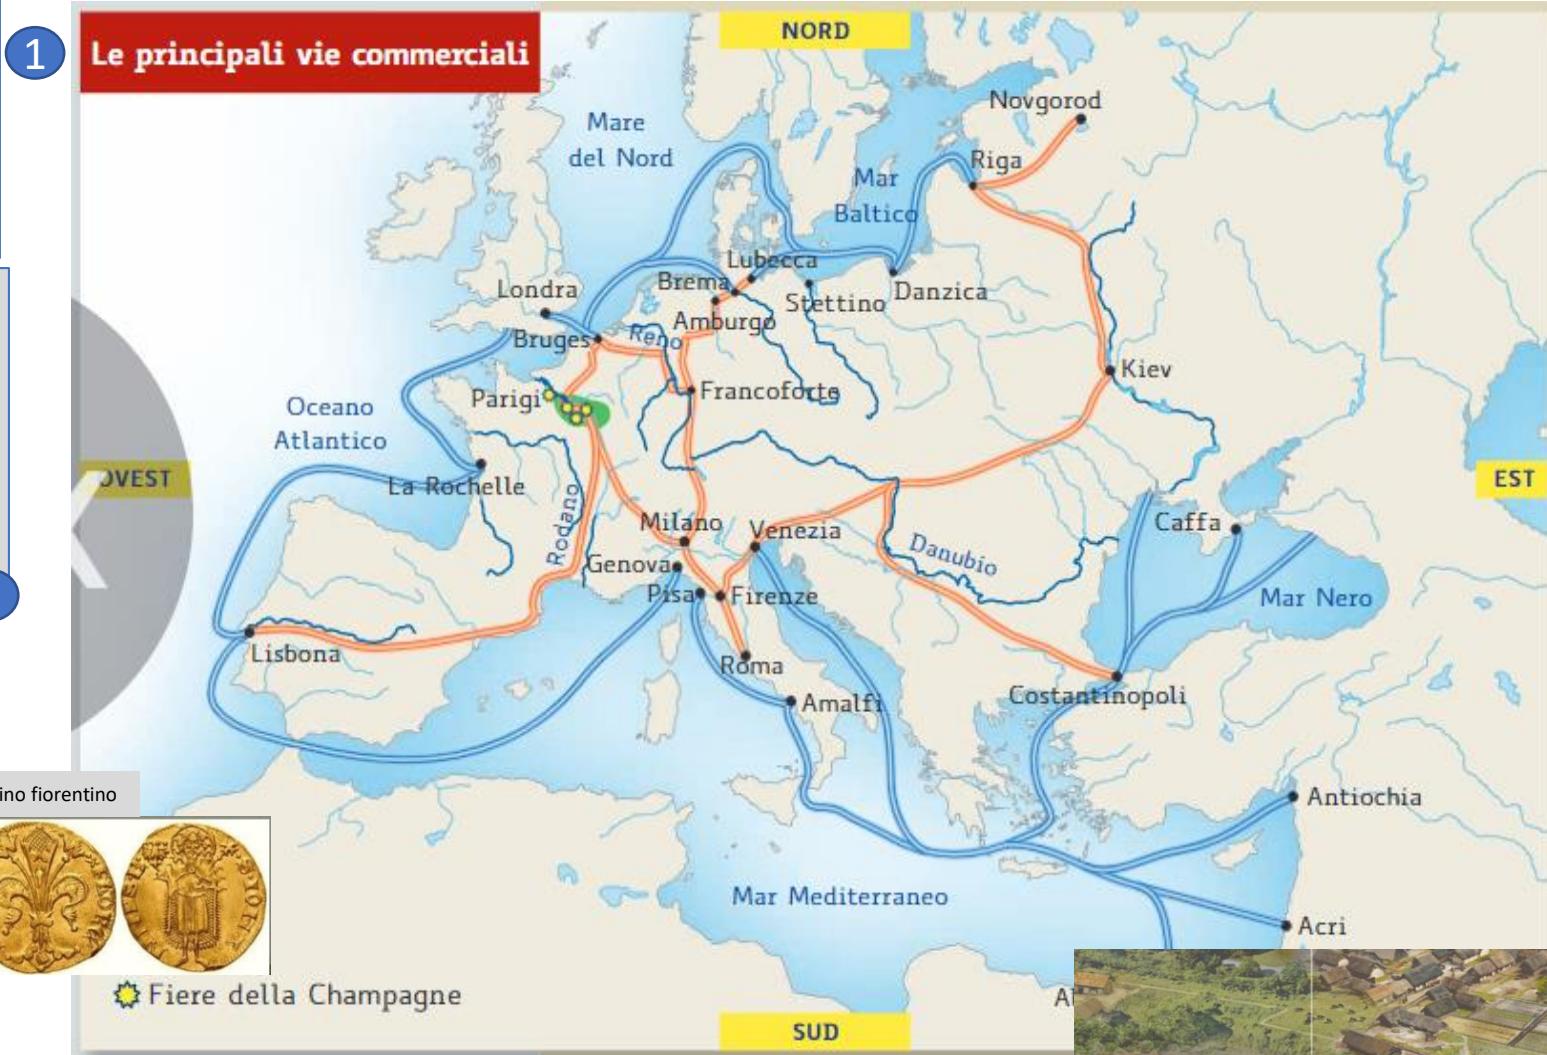 1
Le principali vie commerciali
NORD
Novgorod
Mare
del Nord
Riga
Mar
Baltico
Lubecca
Brema
Londra
Stettino
Danzica
Amburgo
Bruges
Reno
Kiev
Parigi
Francoforte
Oceano
Atlantico
OVEST
EST
La Rochelle
Rodano
Milano
Venezia
Caffa
Genova
Danubio
Pisa
Firenze
Mar Nero
Lisbona
Roma
Costantinopoli
Amalfi
ino fiorentino
Antiochia
Mar Mediterraneo
Acri
Fiere della Champagne
SUD